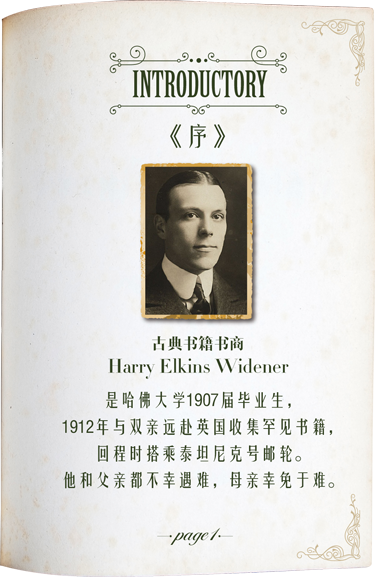 INTRODUCTORY
《序》
古典书籍书商
Harry Elkins Widener
是哈佛大学1907届毕业生，
1912年与双亲远赴英国收集罕见书籍，
回程时搭乘泰坦尼克号邮轮。
他和父亲都不幸遇难，母亲幸免于难。
page1